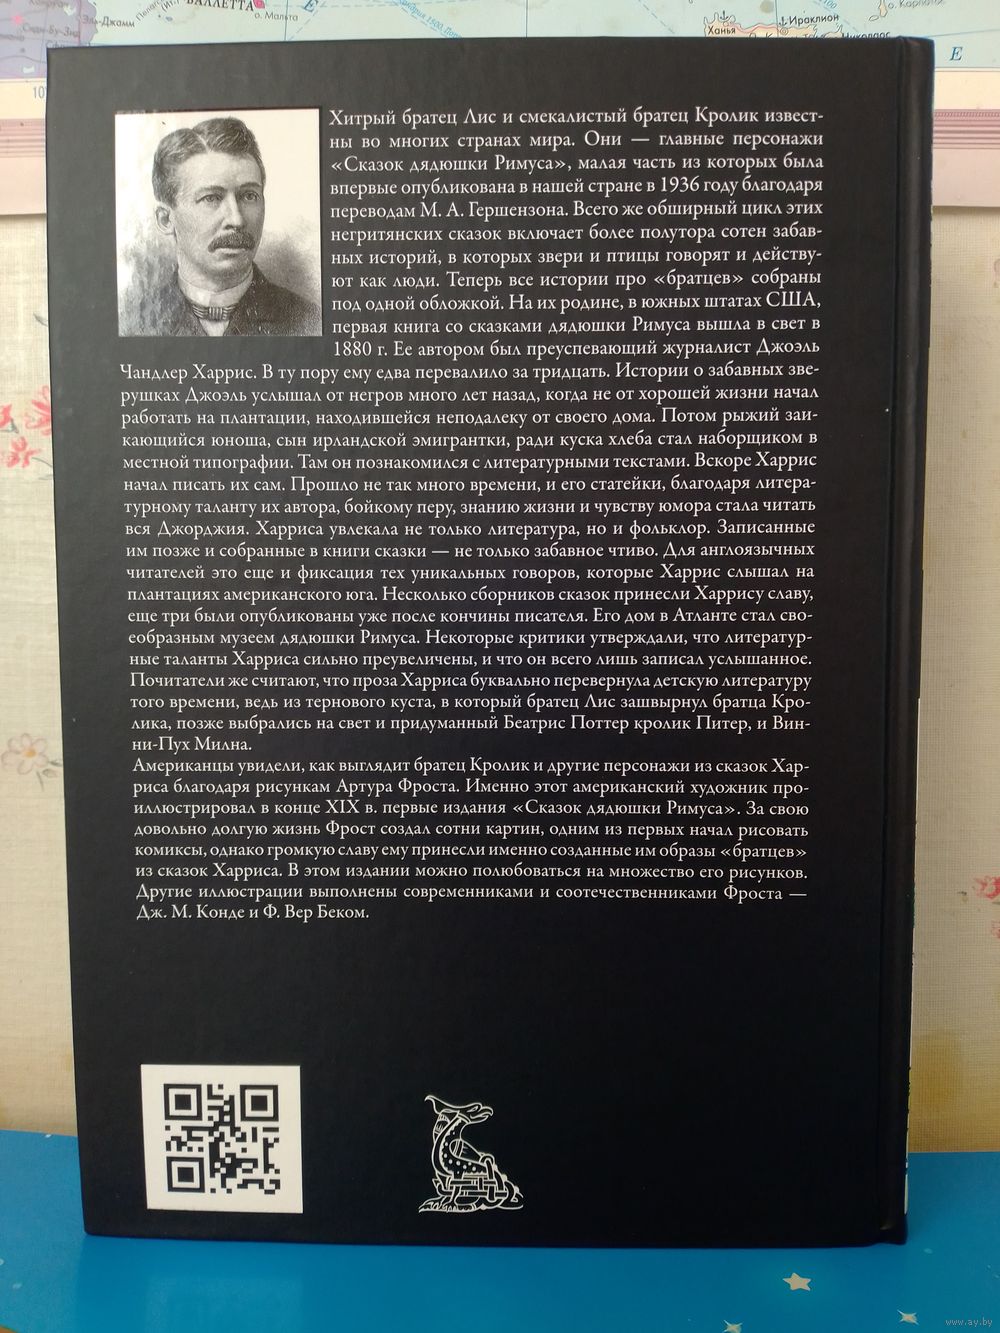 ВАЛЛЕТТА
о. Мальта
Эль-Джамм
E
Ханья
Ираклион
E
Хитрый братец Лис и смекалистый братец Кролик извест-
ны во многих странах мира. Они — главные персонажи
«Сказок дядюшки Римуса», малая часть из которых была
впервые опубликована в нашей стране в 1936 году благодаря
переводам М. А. Гершензона. Всего же обширный цикл этих
негритянских сказок включает более полутора сотен забав-
ных историй, в которых звери и птицы говорят и действу-
ют как люди. Теперь все истории про «братцев» собраны
под одной обложкой. На их родине, в южных штатах США,
первая книга со сказками дядюшки Римуса вышла в свет в
1880 г. Ее автором был преуспевающий журналист Джоэль
Чандлер Харрис. В ту пору ему едва перевалило за тридцать. Истории о забавных зве-
рушках Джоэль услышал от негров много лет назад, когда не от хорошей жизни начал
работать на плантации, находившейся неподалеку от своего дома. Потом рыжий заи-
кающийся юноша, сын ирландской эмигрантки, ради куска хлеба стал наборщиком в
местной типографии. Там он познакомился с литературными текстами. Вскоре Харрис
начал писать их сам. Прошло не так много времени, и его статейки, благодаря литера-
турному таланту их автора, бойкому перу, знанию жизни и чувству юмора стала читать
вся Джорджия. Харриса увлекала не только литература, но и фольклор. Записанные
им позже и собранные в книги сказки — не только забавное чтиво. Для англоязычных
читателей это еще и фиксация тех уникальных говоров, которые Харрис слышал на
плантациях американского юга. Несколько сборников сказок принесли Харрису славу,
еще три были опубликованы уже после кончины писателя. Его дом в Атланте стал сво-
еобразным музеем дядюшки Римуса. Некоторые критики утверждали, что литератур-
ные таланты Харриса сильно преувеличены, и что он всего лишь записал услышанное.
Почитатели же считают, что проза Харриса буквально перевернула детскую литературу
того времени, ведь из тернового куста, в который братец Лис зашвырнул братца Кро-
лика, позже выбрались на свет и придуманный Беатрис Поттер кролик Питер, и Вин-
ни-Пух Милна.
Американцы увидели, как выглядит братец Кролик и другие персонажи из сказок Хар-
риса благодаря рисункам Артура Фроста. Именно этот американский художник про-
иллюстрировал в конце XIX в. первые издания «Сказок дядюшки Римуса». За свою
довольно долгую жизнь Фрост создал сотни картин, одним из первых начал рисовать
комиксы, однако громкую славу ему принесли именно созданные им образы «братцев»
из сказок Харриса. В этом издании можно полюбоваться на множество его рисунков.
Другие иллюстрации выполнены современниками и соотечественниками Фроста —
Дж. М. Конде и Ф. Вер Беком.
www.ay.by